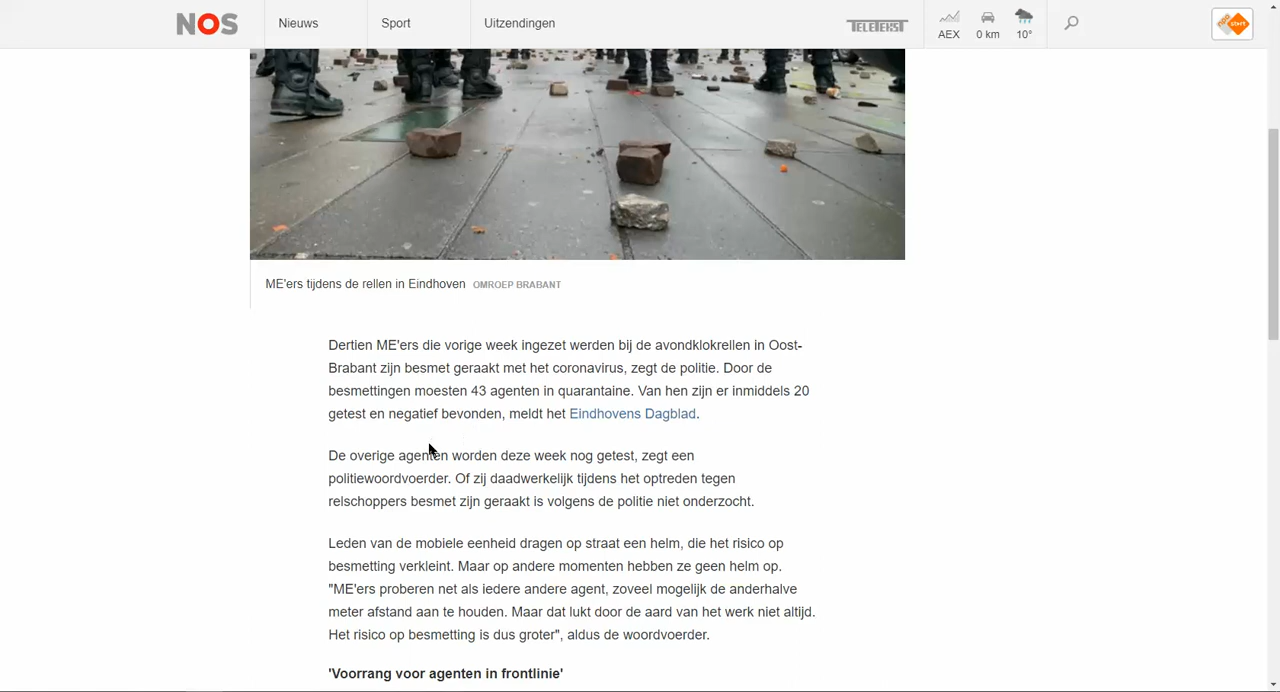 NOS
Nieuws
Sport
Uitzendingen
TELETEKST
AEX
0 km
10°
start
ME'ers tijdens de rellen in Eindhoven OMROEP BRABANT
Dertien ME'ers die vorige week ingezet werden bij de avondklokrellen in Oost-
Brabant zijn besmet geraakt met het coronavirus, zegt de politie. Door de
besmettingen moesten 43 agenten in quarantaine. Van hen zijn er inmiddels 20
getest en negatief bevonden, meldt het Eindhovens Dagblad.
De overige agenten worden deze week nog getest, zegt een
politiewoordvoerder. Of zij daadwerkelijk tijdens het optreden tegen
relschoppers besmet zijn geraakt is volgens de politie niet onderzocht.
Leden van de mobiele eenheid dragen op straat een helm, die het risico op
besmetting verkleint. Maar op andere momenten hebben ze geen helm op.
"ME'ers proberen net als iedere andere agent, zoveel mogelijk de anderhalve
meter afstand aan te houden. Maar dat lukt door de aard van het werk niet altijd.
Het risico op besmetting is dus groter", aldus de woordvoerder.
'Voorrang voor agenten in frontlinie'